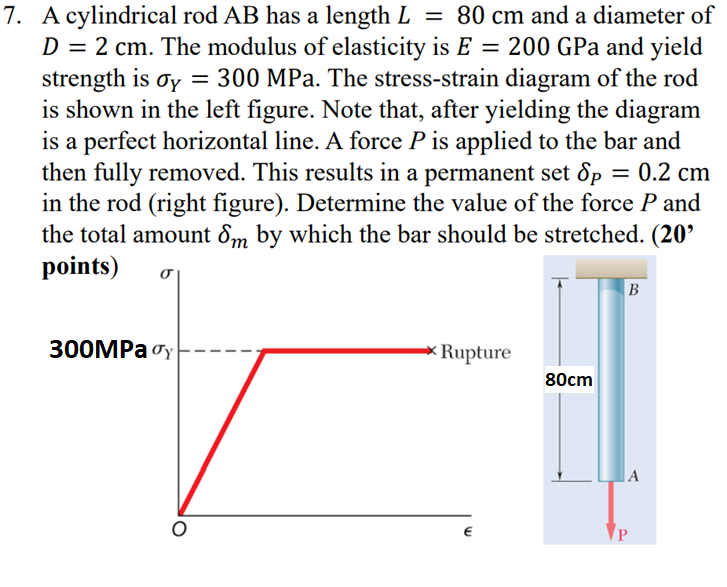 7. A cylindrical rod AB has a length L = 80 cm and a diameter of
D = 2 cm. The modulus of elasticity is E = 200 GPa and yield
strength is σY = 300 MPa. The stress-strain diagram of the rod
is shown in the left figure. Note that, after yielding the diagram
is a perfect horizontal line. A force P is applied to the bar and
then fully removed. This results in a permanent set δP = 0.2 cm
in the rod (right figure). Determine the value of the force P and
the total amount δm by which the bar should be stretched. (20’
points)
σ
B
300MPa σY
Rupture
80cm
A
O
ϵ
P